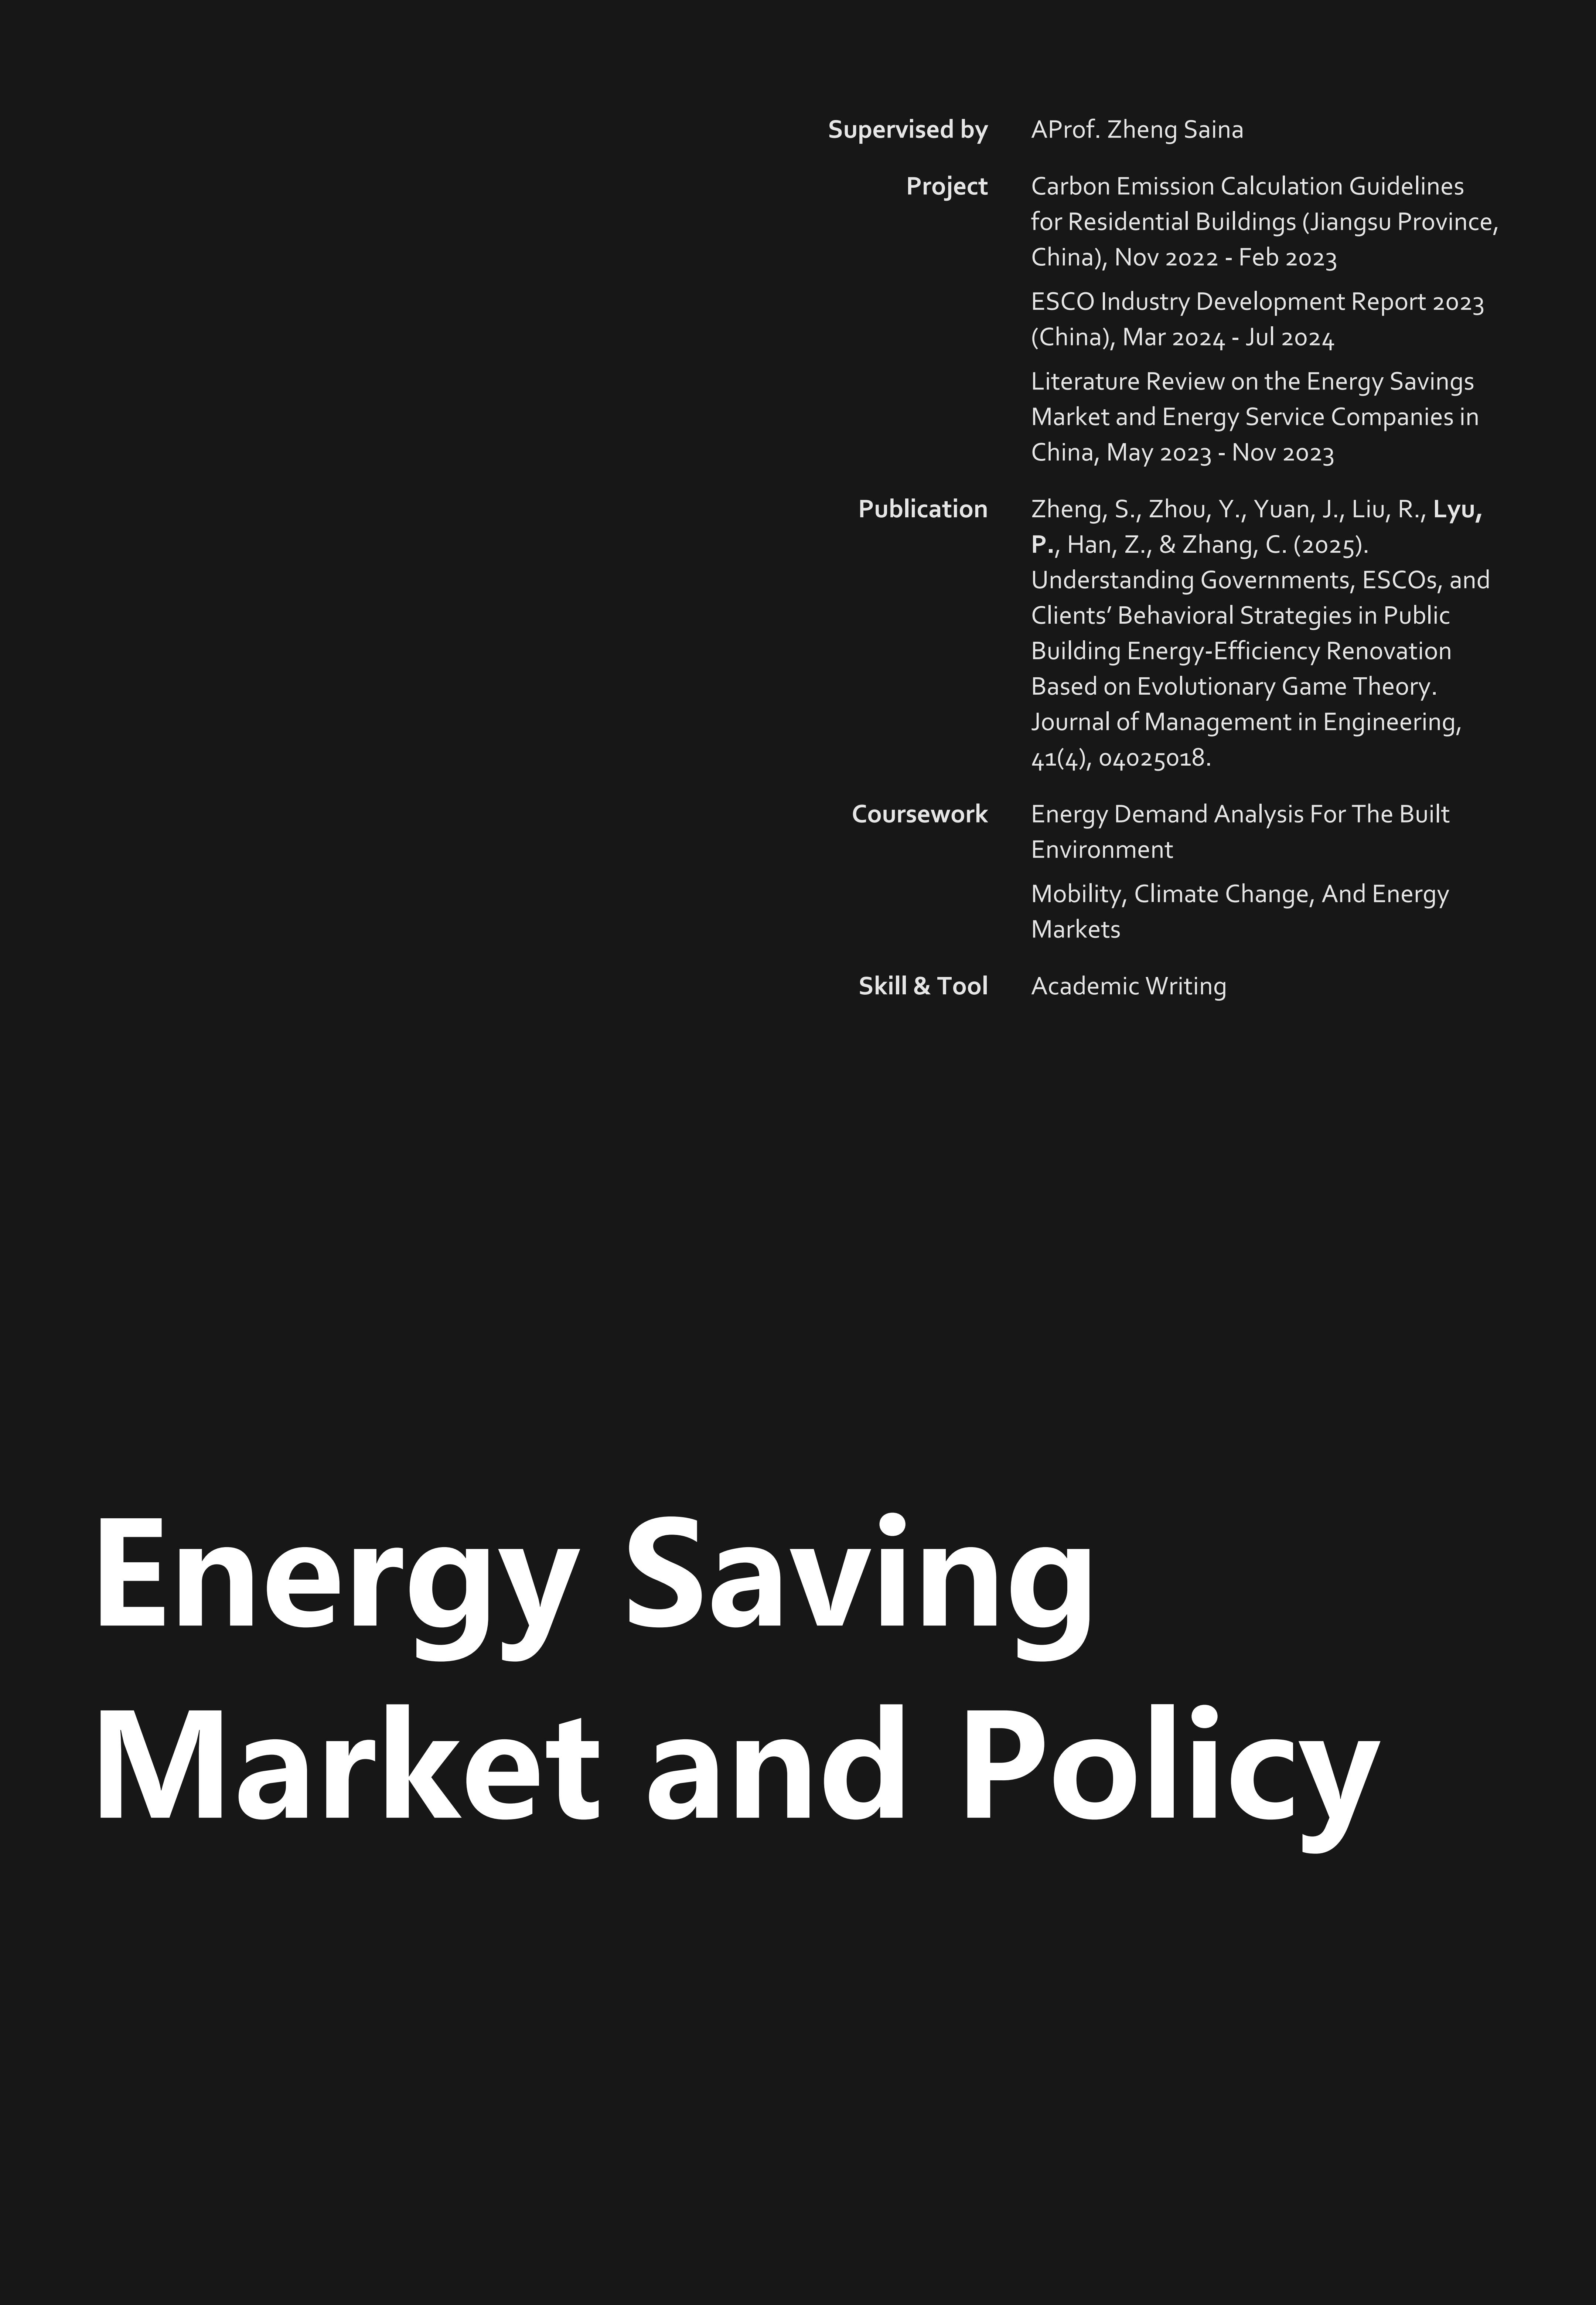 Supervised by AProf. Zheng Saina
Project Carbon Emission Calculation Guidelines
for Residential Buildings (Jiangsu Province,
China), Nov 2022 - Feb 2023
ESCO Industry Development Report 2023
(China), Mar 2024 - Jul 2024
Literature Review on the Energy Savings
Market and Energy Service Companies in
China, May 2023 - Nov 2023
Publication Zheng, S., Zhou, Y., Yuan, J., Liu, R., Lyu,
P., Han, Z., & Zhang, C. (2025).
Understanding Governments, ESCOs, and
Clients’ Behavioral Strategies in Public
Building Energy-Efficiency Renovation
Based on Evolutionary Game Theory.
Journal of Management in Engineering,
41(4), 04025018.
Coursework Energy Demand Analysis For The Built
Environment
Mobility, Climate Change, And Energy
Markets
Skill & Tool Academic Writing
Energy Saving
Market and Policy